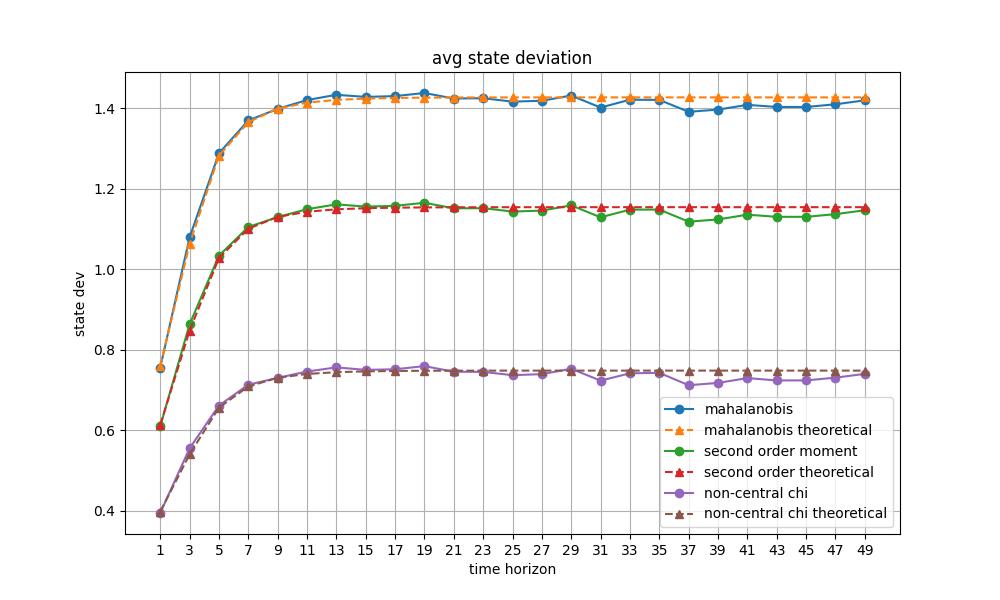 avg state deviation
state dev
1.4
1.2
1.0
0.8
0.6
0.4
mahalanobis
mahalanobis theoretical
second order moment
second order theoretical
non-central chi
non-central chi theoretical
1 3 5 7 9 11 13 15 17 19 21 23 25 27 29 31 33 35 37 39 41 43 45 47 49
time horizon